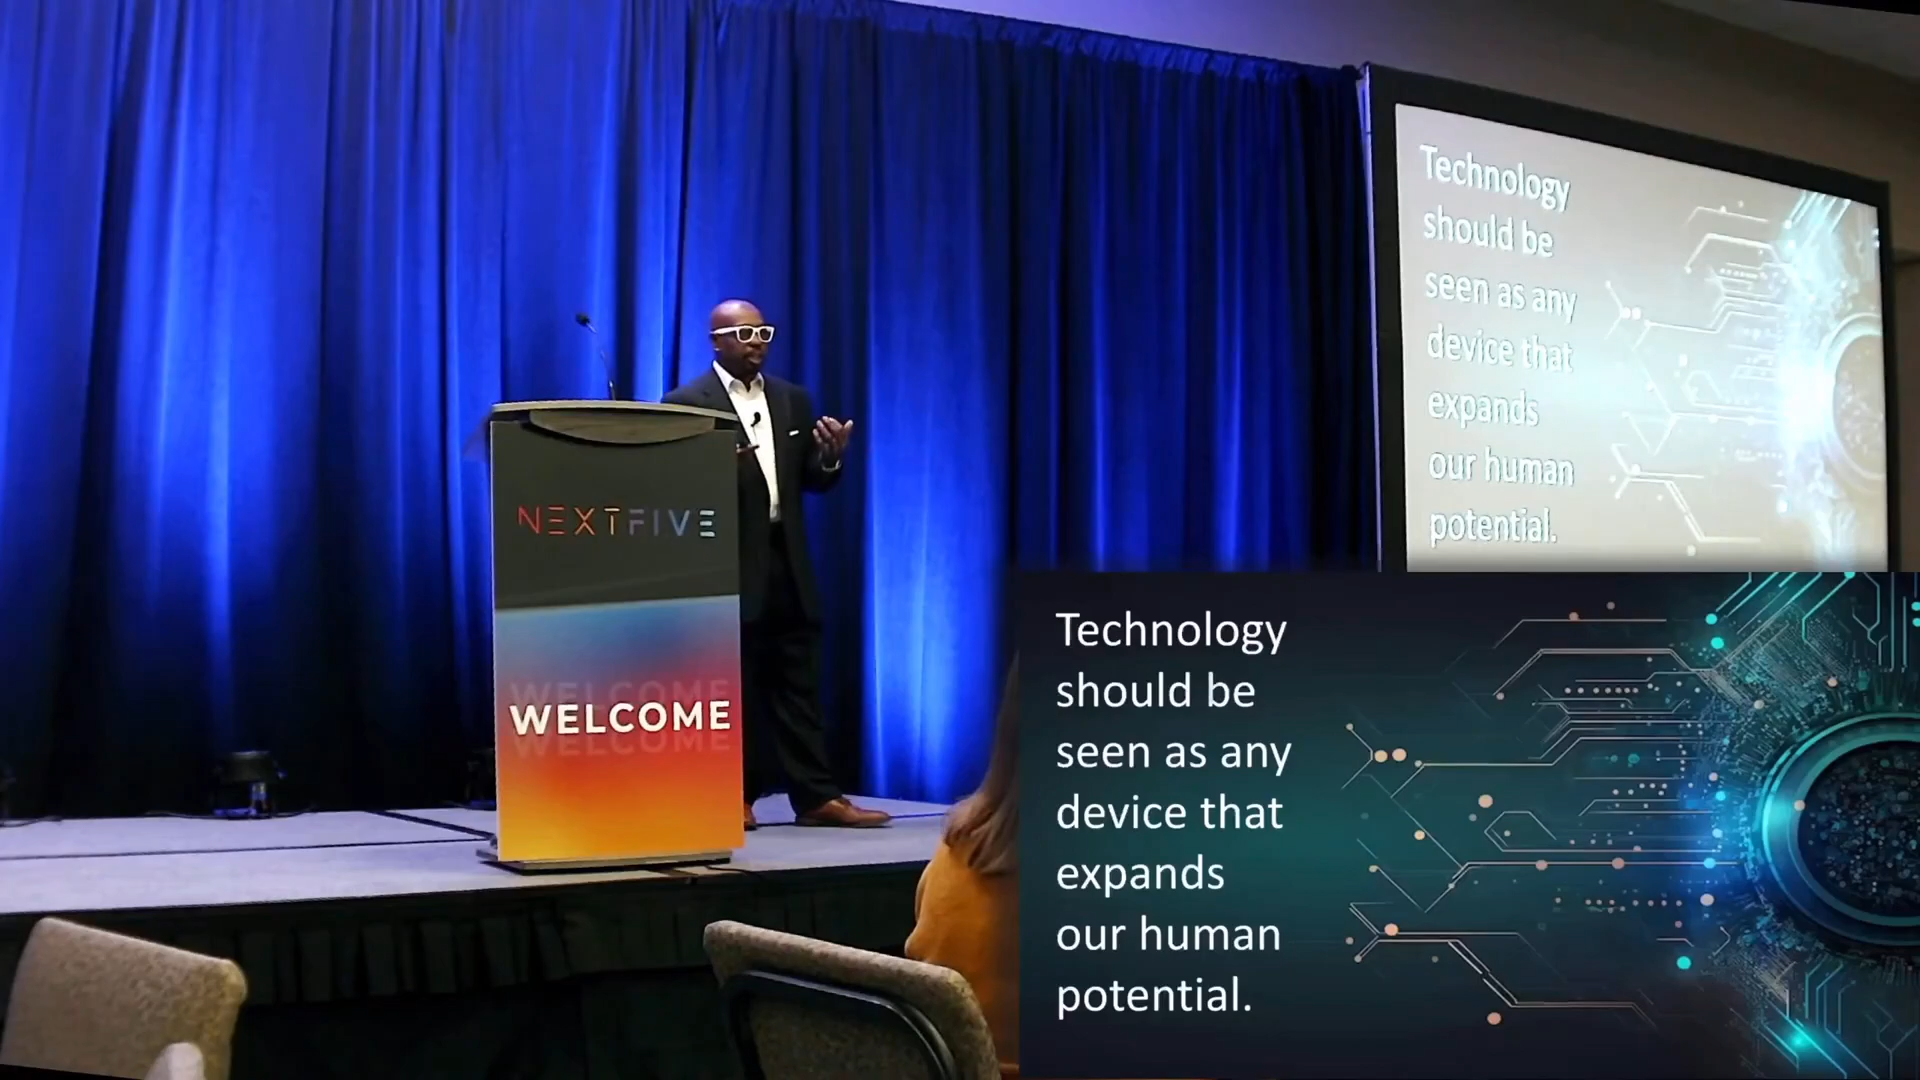 NEXTFIVE
WELCOME
WELCOME
WELCOME
Technology
should be
seen as any
device that
expands
our human
potential.
Technology
should be
seen as any
device that
expands
our human
potential.